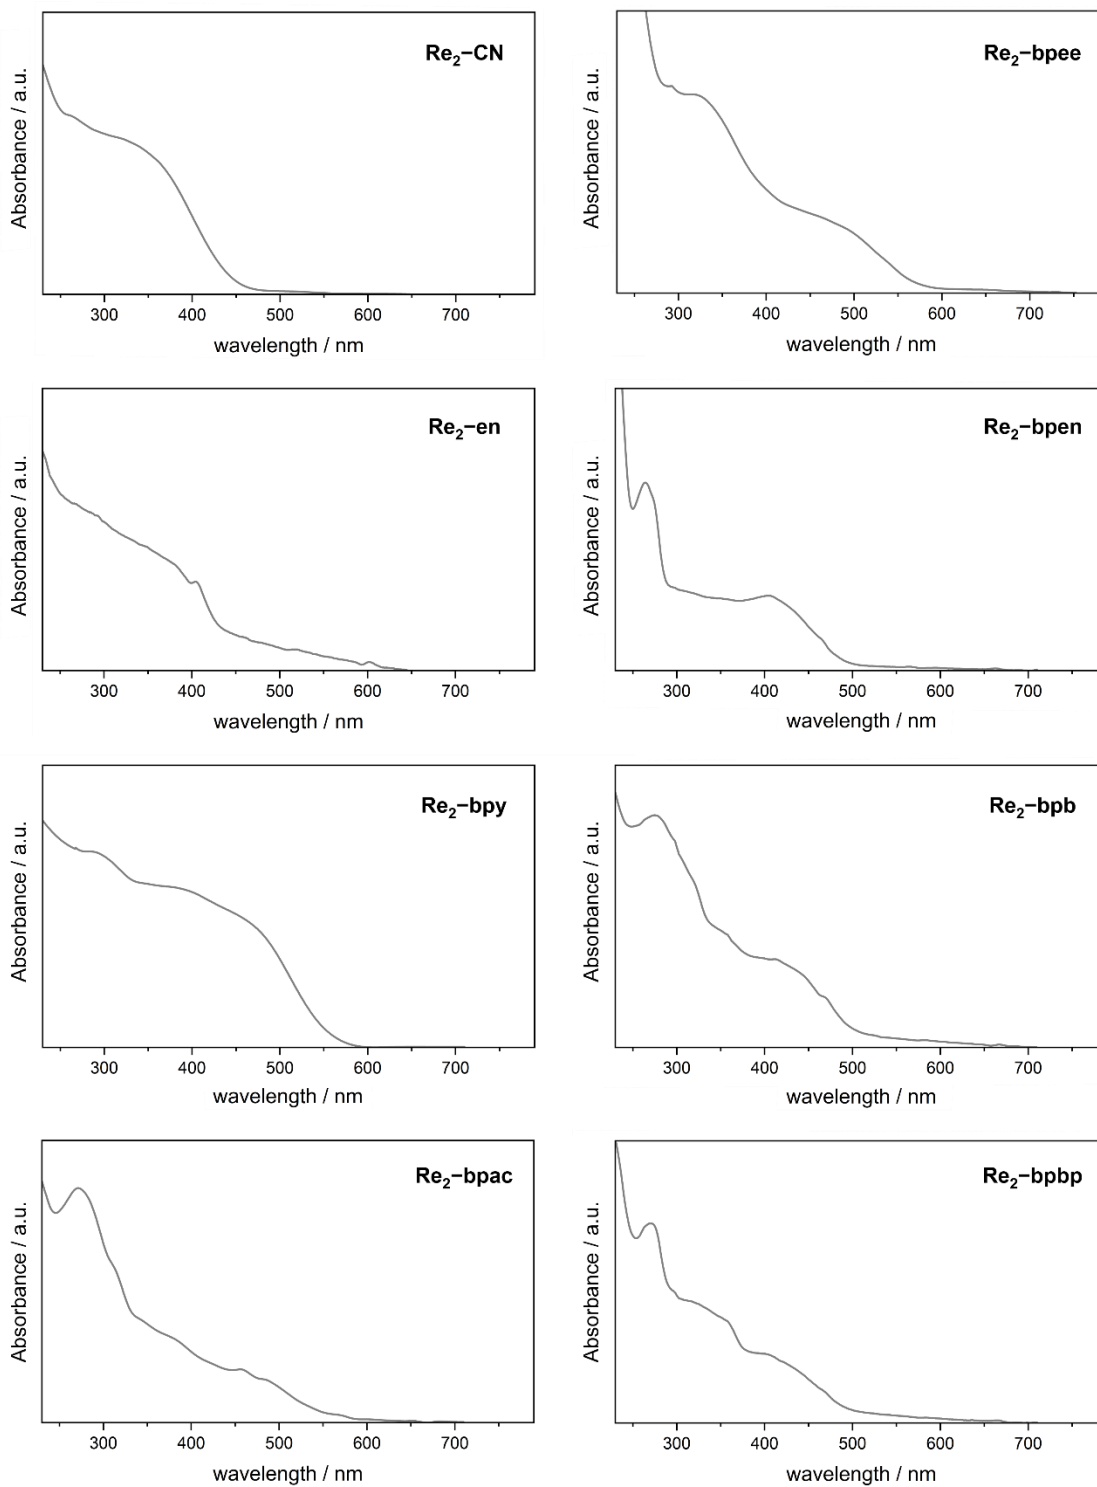 Re₂−CN
Absorbance / a.u.
300 400 500 600 700
wavelength / nm
Re₂−bpee
Absorbance / a.u.
300 400 500 600 700
wavelength / nm
Re₂−en
Absorbance / a.u.
300 400 500 600 700
wavelength / nm
Re₂−bpen
Absorbance / a.u.
300 400 500 600 700
wavelength / nm
Re₂−bpy
Absorbance / a.u.
300 400 500 600 700
wavelength / nm
Re₂−bpb
Absorbance / a.u.
300 400 500 600 700
wavelength / nm
Re₂−bpac
Absorbance / a.u.
300 400 500 600 700
wavelength / nm
Re₂−bpbp
Absorbance / a.u.
300 400 500 600 700
wavelength / nm